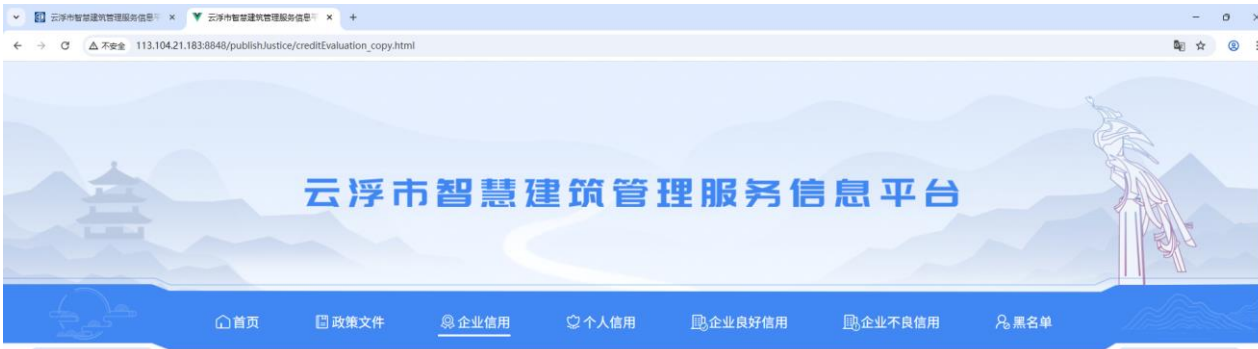 云浮市智慧建筑管理服务信息平
云浮市智慧建筑管理服务信息平
不安全 113.104.21.183:8848/publishJustice/creditEvaluation_copy.html
云浮市智慧建筑管理服务信息平台
首页 政策文件 企业信用 个人信用 企业良好信用 企业不良信用 黑名单